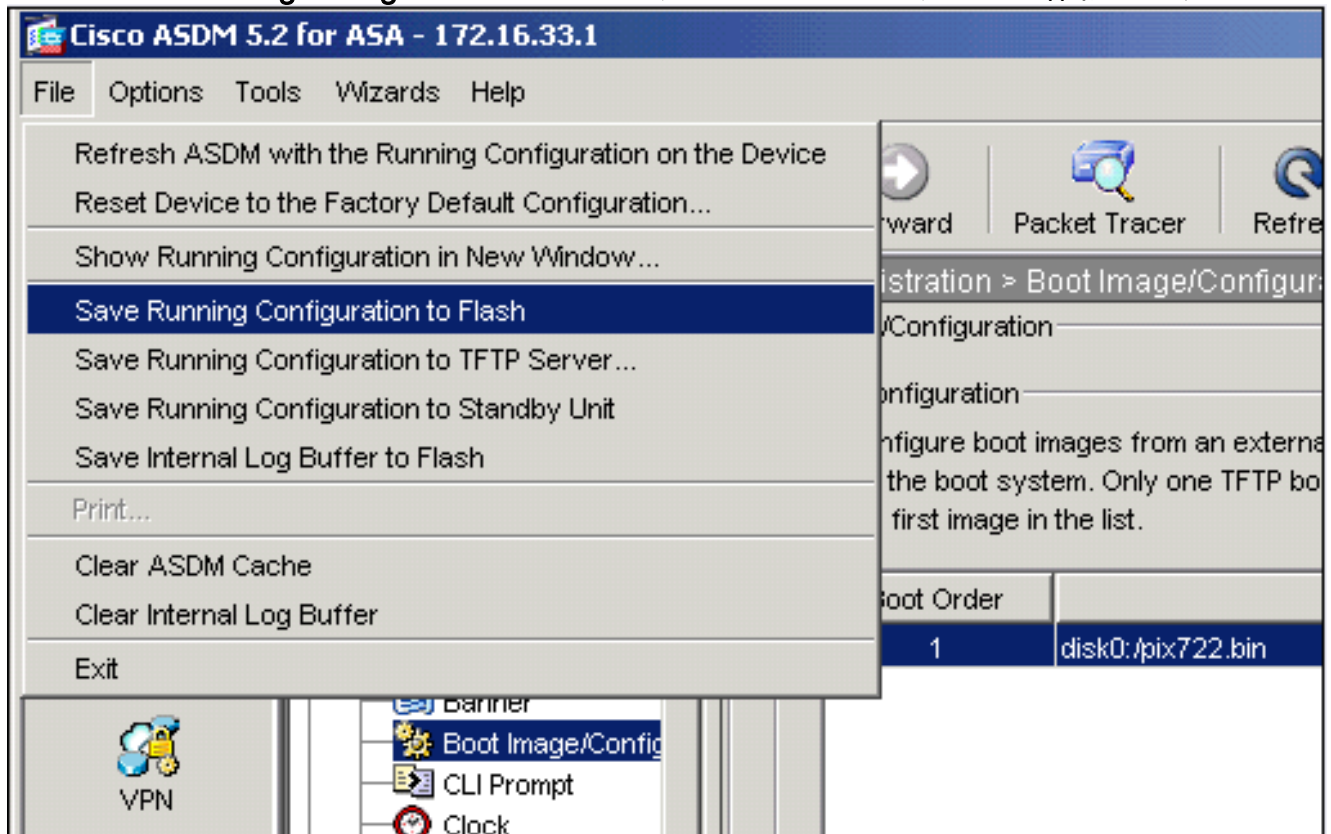 Cisco ASDM 5.2 for ASA - 172.16.33.1
File Options Tools Wizards Help
Refresh ASDM with the Running Configuration on the Device
Reset Device to the Factory Default Configuration...
Show Running Configuration in New Window...
Save Running Configuration to Flash
Save Running Configuration to TFTP Server...
Save Running Configuration to Standby Unit
Save Internal Log Buffer to Flash
Print...
Clear ASDM Cache
Clear Internal Log Buffer
Exit
ward Packet Tracer Refre
istration > Boot Image/Configur
/Configuration
onfiguration
nfigure boot images from an externa
the boot system. Only one TFTP bo
first image in the list.
oot Order
1 disk0:/pix722.bin
Banner
Boot Image/Config
CLI Prompt
Clock
VPN